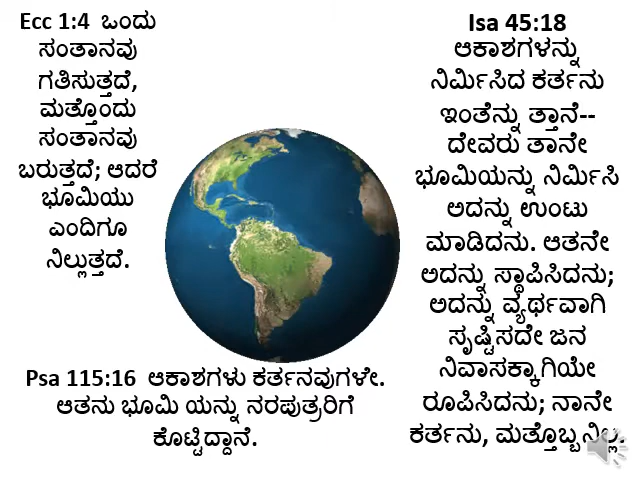 Ecc 1:4 ಒಂದು
ಸಂತಾನವು
ಗತಿಸುತ್ತದೆ,
ಮತ್ತೊಂದು
ಸಂತಾನವು
ಬರುತ್ತದೆ; ಆದರೆ
ಭೂಮಿಯು
ಎಂದಿಗೂ
ನಿಲ್ಲುತ್ತದೆ.
Isa 45:18
ಆಕಾಶಗಳನ್ನು
ನಿರ್ಮಿಸಿದ ಕರ್ತನು
ಇಂತೆನ್ನು ತ್ತಾನೆ--
ದೇವರು ತಾನೇ
ಭೂಮಿಯನ್ನು ನಿರ್ಮಿಸಿ
ಅದನ್ನು ಉಂಟು
ಮಾಡಿದನು. ಆತನೇ
ಅದನ್ನು ಸ್ಥಾಪಿಸಿದನು;
ಅದನ್ನು ವ್ಯರ್ಥವಾಗಿ
ಸೃಷ್ಟಿಸದೇ ಜನ
ನಿವಾಸಕ್ಕಾಗಿಯೇ
ರೂಪಿಸಿದನು; ನಾನೇ
ಕರ್ತನು, ಮತ್ತೊಬ್ಬನಿಲ್ಲ.
Psa 115:16 ಆಕಾಶಗಳು ಕರ್ತನವುಗಳೇ.
ಆತನು ಭೂಮಿ ಯನ್ನು ನರಪುತ್ರರಿಗೆ
ಕೊಟ್ಟಿದ್ದಾನೆ.